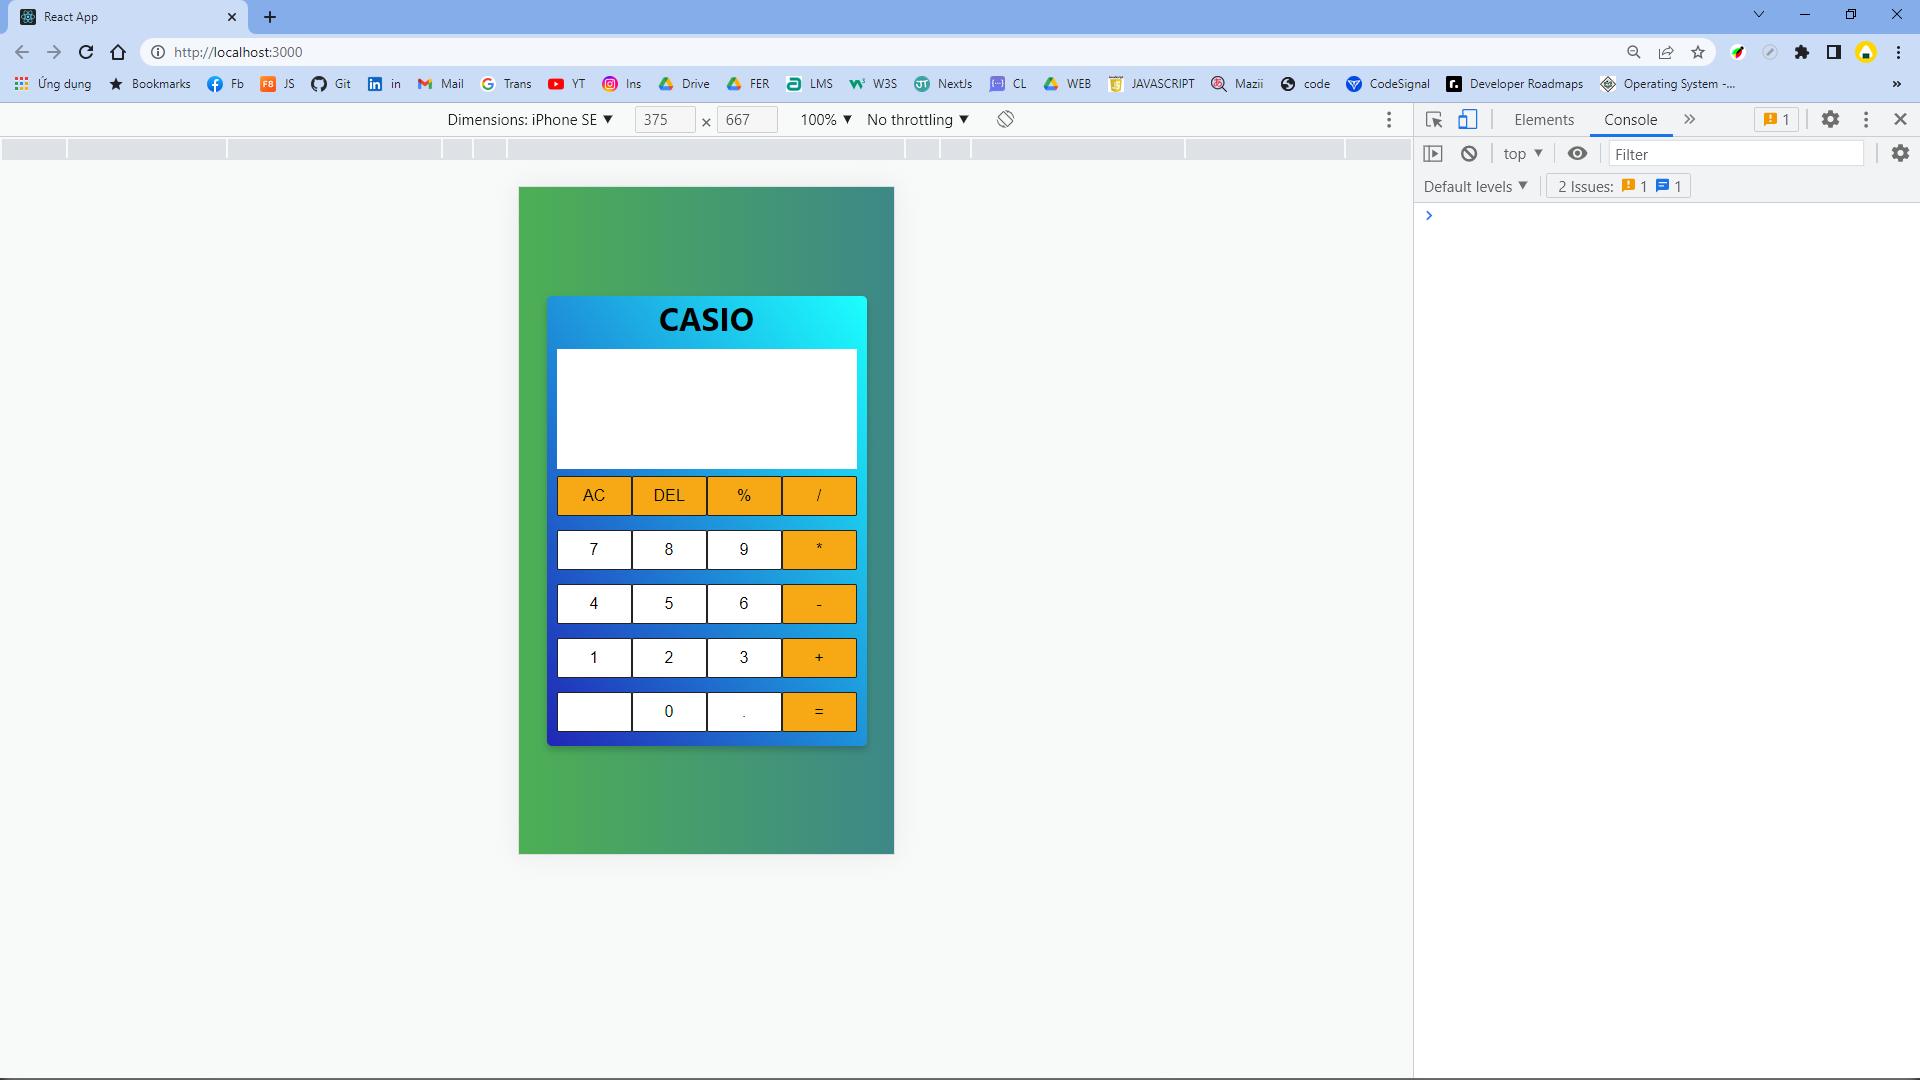 React App
http://localhost:3000
Ứng dụng Bookmarks Fb JS Git in Mail Trans YT Ins Drive FER LMS W3S NextJs CL WEB JAVASCRIPT Mazii code CodeSignal Developer Roadmaps Operating System -...
Dimensions: iPhone SE 375 × 667 100% No throttling
Elements Console 1
top Filter
Default levels 2 Issues: 1 1
CASIO
AC DEL % /
7 8 9 *
4 5 6 -
1 2 3 +
0 . =